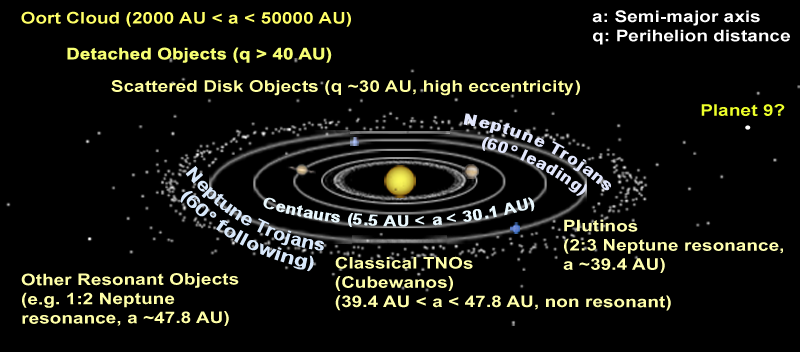 Oort Cloud (2000 AU < a < 50000 AU)
a: Semi-major axis
q: Perihelion distance
Detached Objects (q > 40 AU)
Scattered Disk Objects (q ~30 AU, high eccentricity)
Planet 9?
Neptune Trojans
(60° leading)
Neptune Trojans
(60° following)
Centaurs (5.5 AU < a < 30.1 AU)
Plutinos
(2:3 Neptune resonance,
a ~39.4 AU)
Classical TNOs
(Cubewanos)
(39.4 AU < a < 47.8 AU, non resonant)
Other Resonant Objects
(e.g. 1:2 Neptune
resonance, a ~47.8 AU)